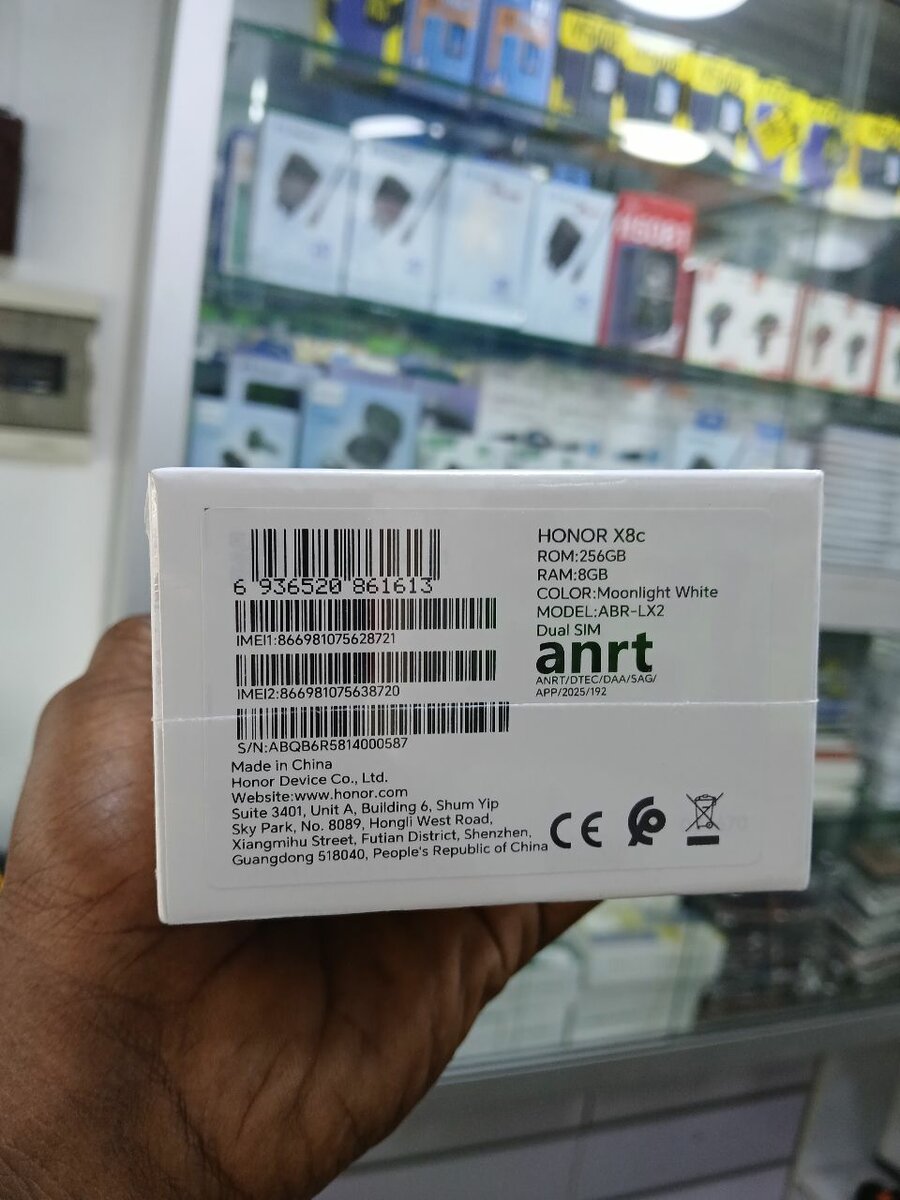 6 936520 861613
IMEI1:866981075628721
IMEI2:866981075638720
S/N:ABQB6R5814000587
Made in China
Honor Device Co., Ltd.
Website:www.honor.com
Suite 3401, Unit A, Building 6, Shum Yip
Sky Park, No. 8089, Hongli West Road,
Xiangmihu Street, Futian District, Shenzhen,
Guangdong 518040, People's Republic of China
HONOR X8c
ROM:256GB
RAM:8GB
COLOR:Moonlight White
MODEL:ABR-LX2
Dual SIM
anrt
ANRT/DTEC/DAA/SAG/
APP/2025/192
CE